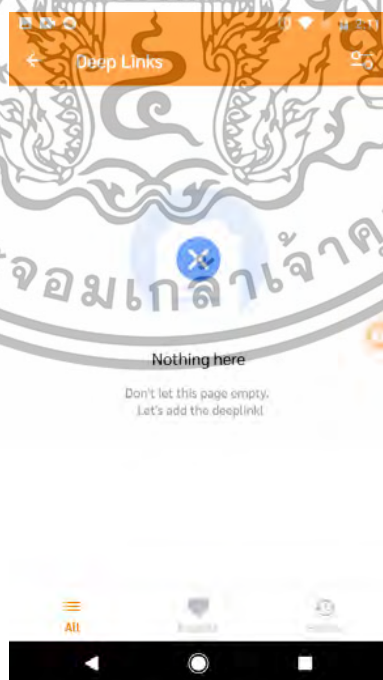 Deep Links
จอมเกล้าเจ้าคุ
Nothing here
Don't let this page empty.
Let's add the deeplink!
All